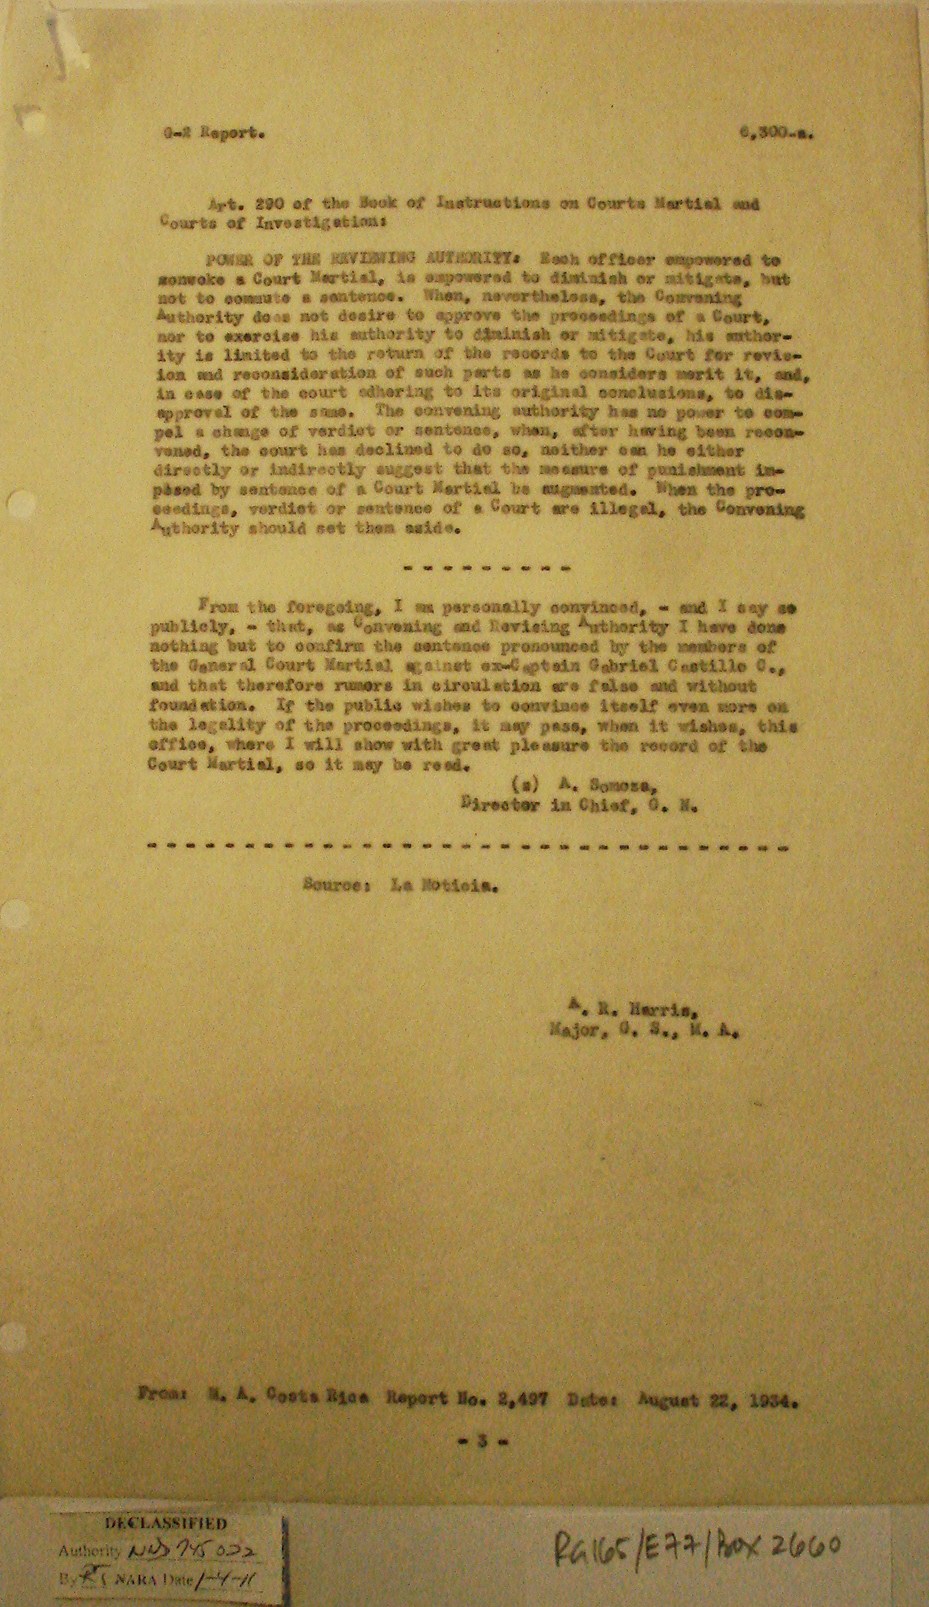 G-2 Report. 6,300-a.
Art. 290 of the Book of Instructions on Courts Martial and
Courts of Investigation:
POWER OF THE REVIEWING AUTHORITY: Each officer empowered to
convoke a Court Martial, is empowered to diminish or mitigate, but
not to commute a sentence. When, nevertheless, the Convening
Authority does not desire to approve the proceedings of a Court,
nor to exercise his authority to diminish or mitigate, his author-
ity is limited to the return of the records to the Court for revis-
ion and reconsideration of such parts as he considers merit it, and,
in case of the court adhering to its original conclusions, to dis-
approval of the same. The convening authority has no power to com-
pel a change of verdict or sentence, when, after having been recon-
vened, the court has declined to do so, neither can he either
directly or indirectly suggest that the measure of punishment im-
posed by sentence of a Court Martial be augmented. When the pro-
ceedings, verdict or sentence of a Court are illegal, the Convening
Authority should set them aside.
- - - - - - - - -
From the foregoing, I am personally convinced, - and I say so
publicly, - that, as Convening and Revising Authority I have done
nothing but to confirm the sentence pronounced by the members of
the General Court Martial against ex-Captain Gabriel Castillo C.,
and that therefore rumors in circulation are false and without
foundation. If the public wishes to convince itself even more on
the legality of the proceedings, it may pass, when it wishes, this
office, where I will show with great pleasure the record of the
Court Martial, so it may be read.
(s) A. Somoza,
Director in Chief, G. N.
- - - - - - - - - - - - - - - - - - - - - - - - - - - - - - -
Source: La Noticia.
A. R. Harris,
Major, G. S., M. A.
From: M. A. Costa Rica Report No. 2,497 Date: August 22, 1934.
- 3 -
DECLASSIFIED
Authority NND 745022
By NARA Date 1-4-11
RG165/E77/Box 2660